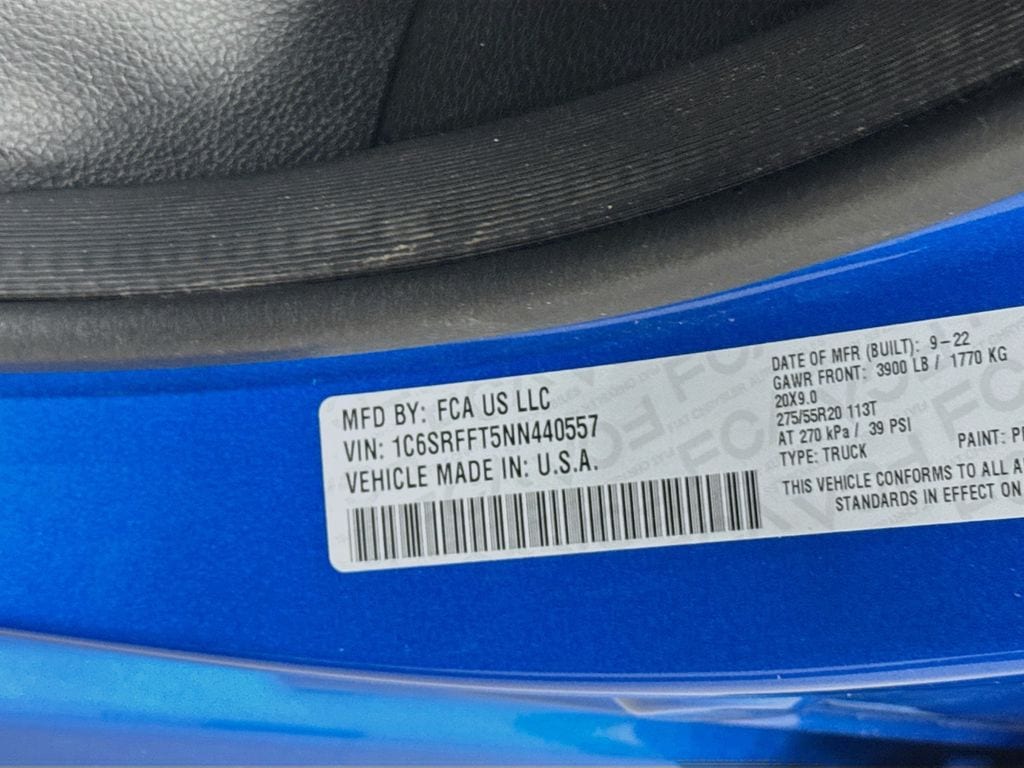 MFD BY: FCA US LLC
VIN: 1C6SRFFT5NN440557
VEHICLE MADE IN: U.S.A.
DATE OF MFR (BUILT): 9-22
GAWR FRONT: 3900 LB / 1770 KG
20X9.0
275/55R20 113T
AT 270 kPa / 39 PSI
TYPE: TRUCK
PAINT:
THIS VEHICLE CONFORMS TO ALL
STANDARDS IN EFFECT ON